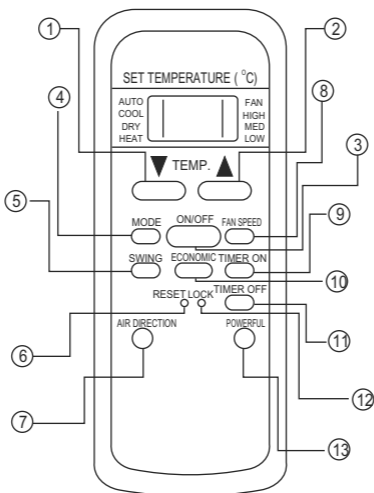 ① ②
SET TEMPERATURE ( °C)
④ ⑧
AUTO FAN
COOL HIGH
DRY MED
HEAT LOW
③
▼ TEMP. ▲
⑤ ⑨
MODE ON/OFF FAN SPEED
SWING ECONOMIC TIMER ON
⑩
RESET LOCK TIMER OFF
⑥ ⑪
AIR DIRECTION POWERFUL
⑫
⑦ ⑬